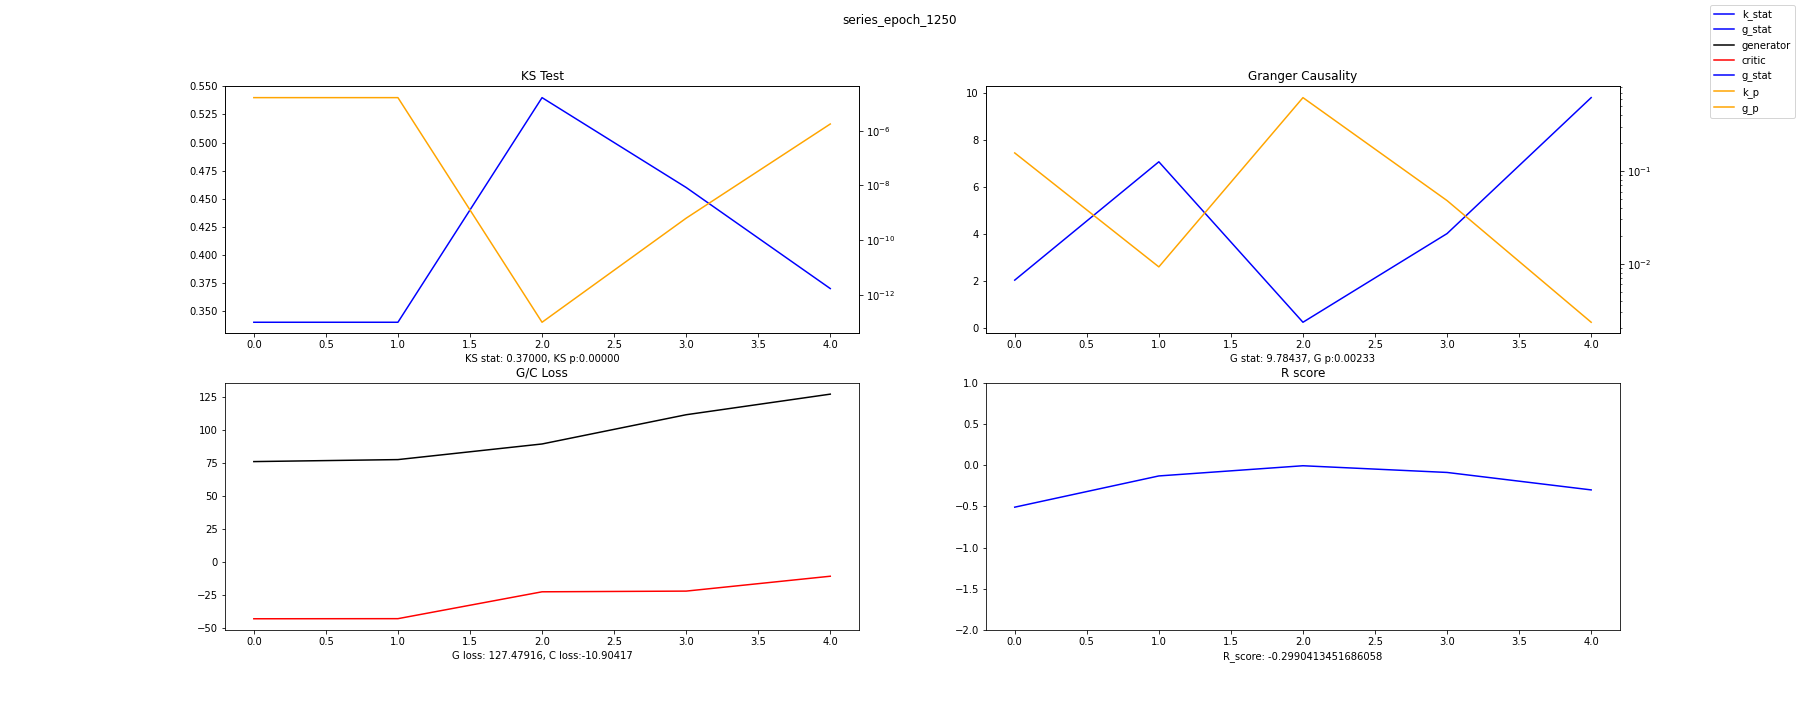 series_epoch_1250
k_stat
g_stat
generator
critic
g_stat
k_p
g_p
KS Test
0.550
0.525
0.500
0.475
0.450
0.425
0.400
0.375
0.350
10^{-6}
10^{-8}
10^{-10}
10^{-12}
0.0 0.5 1.0 1.5 2.0 2.5 3.0 3.5 4.0
KS stat: 0.37000, KS p:0.00000
Granger Causality
10
8
6
4
2
0
10^{-1}
10^{-2}
0.0 0.5 1.0 1.5 2.0 2.5 3.0 3.5 4.0
G stat: 9.78437, G p:0.00233
G/C Loss
125
100
75
50
25
0
−25
−50
0.0 0.5 1.0 1.5 2.0 2.5 3.0 3.5 4.0
G loss: 127.47916, C loss:-10.90417
R score
1.0
0.5
0.0
−0.5
−1.0
−1.5
−2.0
0.0 0.5 1.0 1.5 2.0 2.5 3.0 3.5 4.0
R_score: -0.2990413451686058